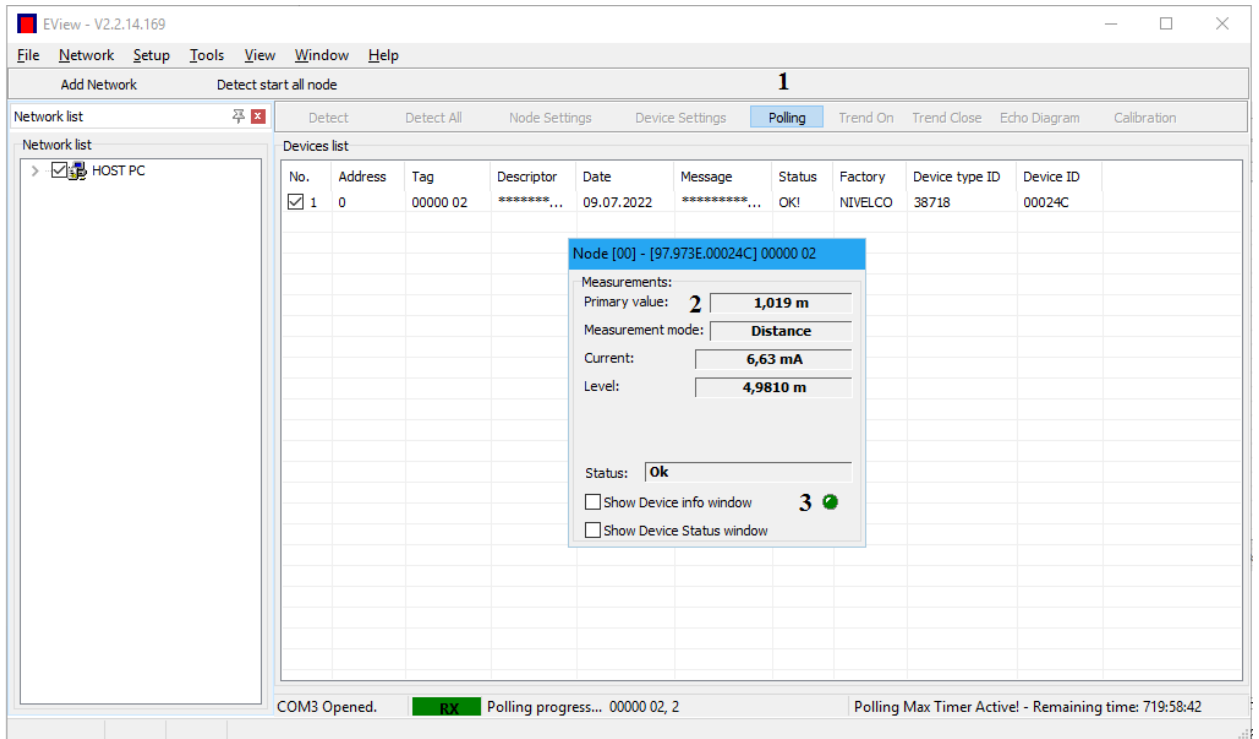 EView - V2.2.14.169
File Network Setup Tools View Window Help
Add Network Detect start all node 1
Network list
Detect Detect All Node Settings Device Settings Polling Trend On Trend Close Echo Diagram Calibration
Network list
HOST PC
Devices list
No. Address Tag Descriptor Date Message Status Factory Device type ID Device ID
1 0 00000 02 *******... 09.07.2022 *********... OK! NIVELCO 38718 00024C
Node [00] - [97.973E.00024C] 00000 02
Measurements:
Primary value: 2 1,019 m
Measurement mode: Distance
Current: 6,63 mA
Level: 4,9810 m
Status: Ok
Show Device info window 3
Show Device Status window
COM3 Opened. RX Polling progress... 00000 02, 2 Polling Max Timer Active! - Remaining time: 719:58:42